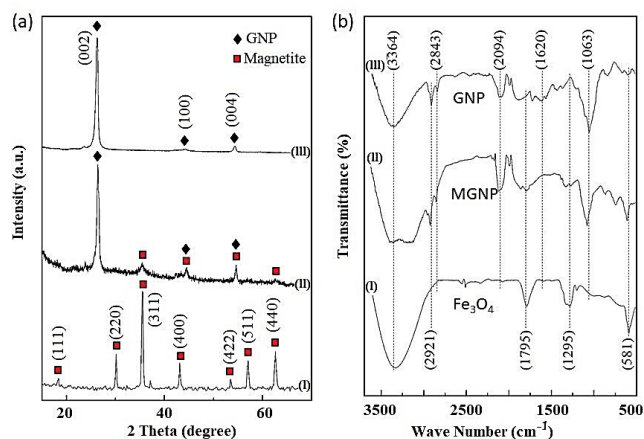 (a)
◆ GNP
■ Magnetite
(002)
(100)
(004)
(III)
(II)
(111)
(220)
(311)
(400)
(422)
(511)
(440)
(I)
Intensity (a.u.)
20 40 60
2 Theta (degree)
(b)
(3364)
(2843)
(2094)
(1620)
(1063)
(III)
GNP
(II)
MGNP
(I)
Fe₃O₄
(2921)
(1795)
(1295)
(581)
Transmittance (%)
3500 2500 1500 500
Wave Number (cm⁻¹)